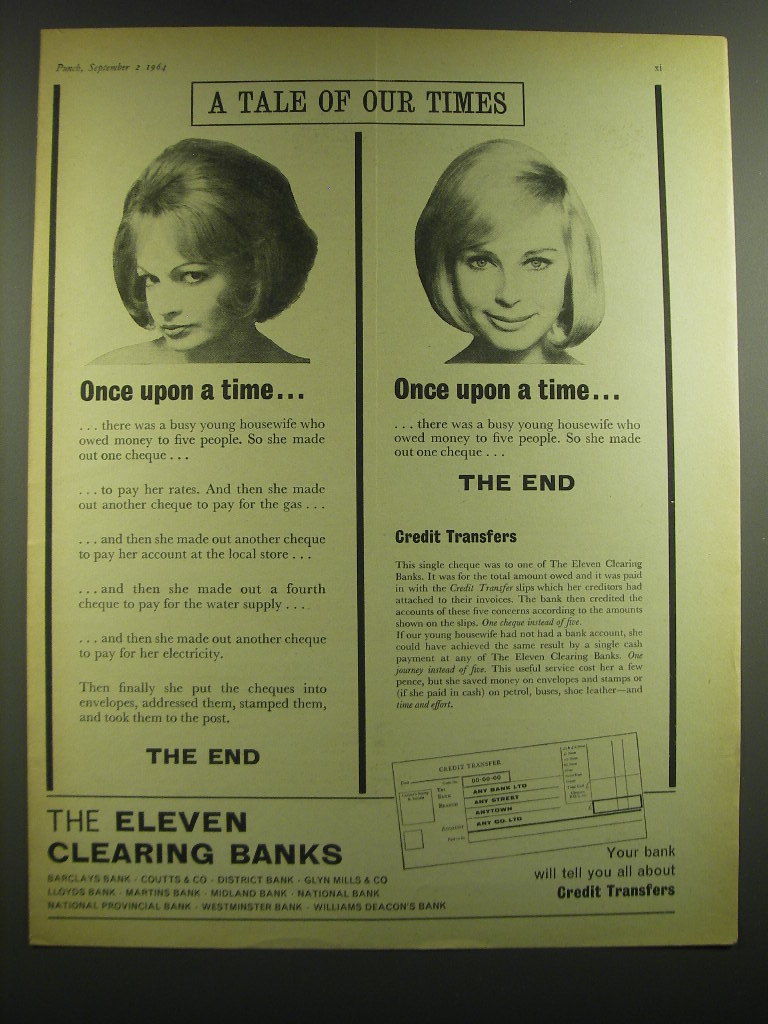 Punch, September 2 1964
xi
A TALE OF OUR TIMES
Once upon a time...
. . . there was a busy young housewife who
owed money to five people. So she made
out one cheque . . .
. . . to pay her rates. And then she made
out another cheque to pay for the gas . . .
. . . and then she made out another cheque
to pay her account at the local store . . .
. . . and then she made out a fourth
cheque to pay for the water supply . . .
. . . and then she made out another cheque
to pay for her electricity.
Then finally she put the cheques into
envelopes, addressed them, stamped them,
and took them to the post.
THE END
Once upon a time...
. . . there was a busy young housewife who
owed money to five people. So she made
out one cheque . . .
THE END
Credit Transfers
This single cheque was to one of The Eleven Clearing
Banks. It was for the total amount owed and it was paid
in with the Credit Transfer slips which her creditors had
attached to their invoices. The bank then credited the
accounts of these five concerns according to the amounts
shown on the slips. One cheque instead of five.
If our young housewife had not had a bank account, she
could have achieved the same result by a single cash
payment at any of The Eleven Clearing Banks. One
journey instead of five. This useful service cost her a few
pence, but she saved money on envelopes and stamps or
(if she paid in cash) on petrol, buses, shoe leather—and
time and effort.
CREDIT TRANSFER
00-00-00
ANY BANK LTD
ANY STREET
ANYTOWN
ANY CO. LTD
THE ELEVEN
CLEARING BANKS
BARCLAYS BANK · COUTTS & CO · DISTRICT BANK · GLYN MILLS & CO
LLOYDS BANK · MARTINS BANK · MIDLAND BANK · NATIONAL BANK
NATIONAL PROVINCIAL BANK · WESTMINSTER BANK · WILLIAMS DEACON'S BANK
Your bank
will tell you all about
Credit Transfers